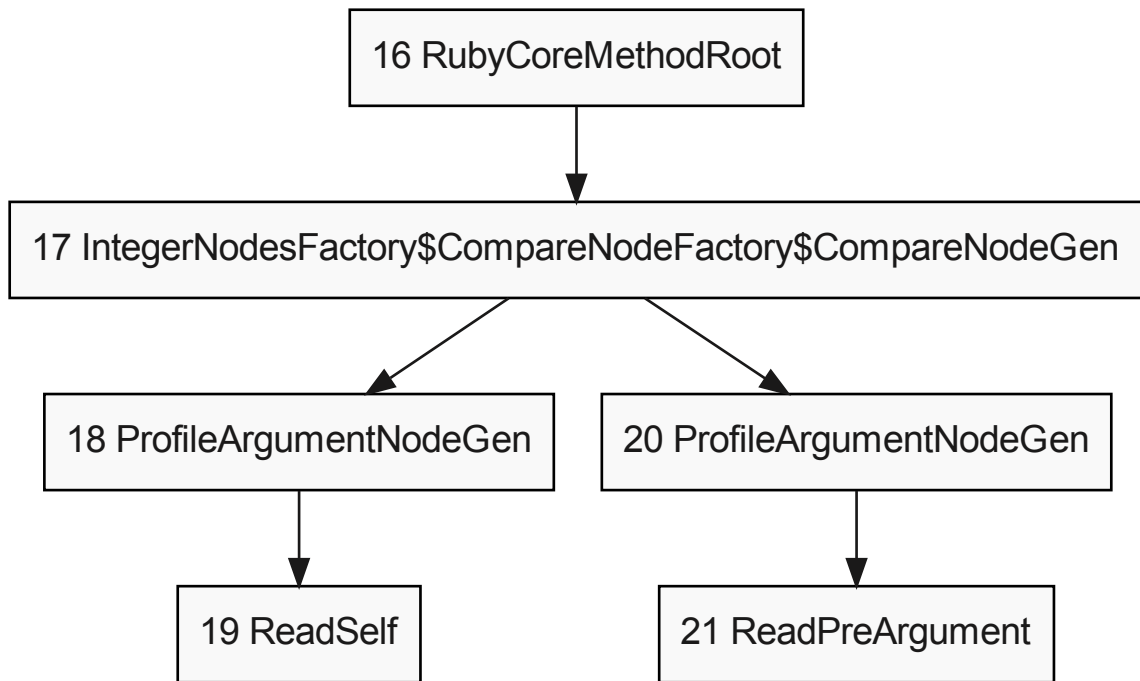 16 RubyCoreMethodRoot
17 IntegerNodesFactory$CompareNodeFactory$CompareNodeGen
18 ProfileArgumentNodeGen
20 ProfileArgumentNodeGen
19 ReadSelf
21 ReadPreArgument